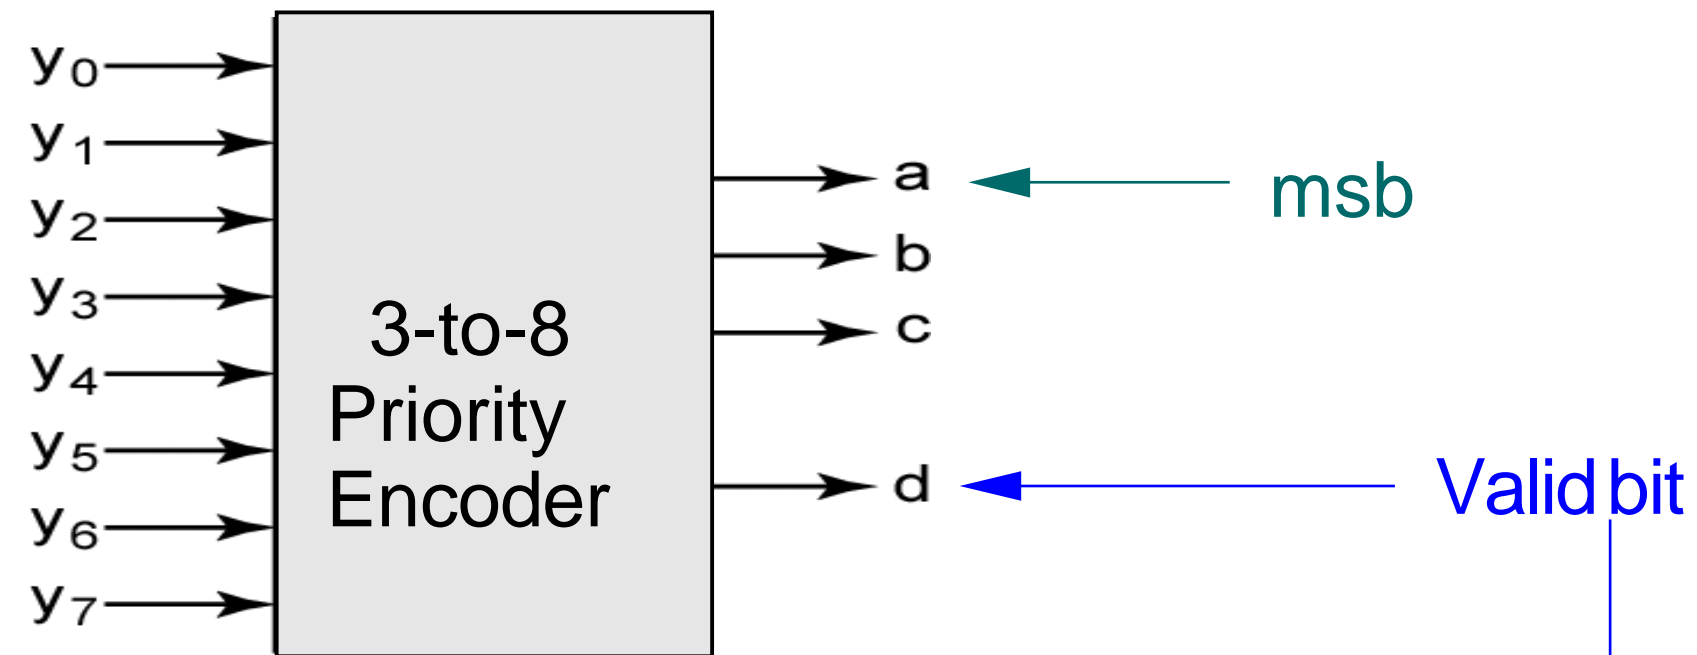 y0
y1
y2
y3
y4
y5
y6
y7
3-to-8
Priority
Encoder
a
b
c
d
msb
Valid bit